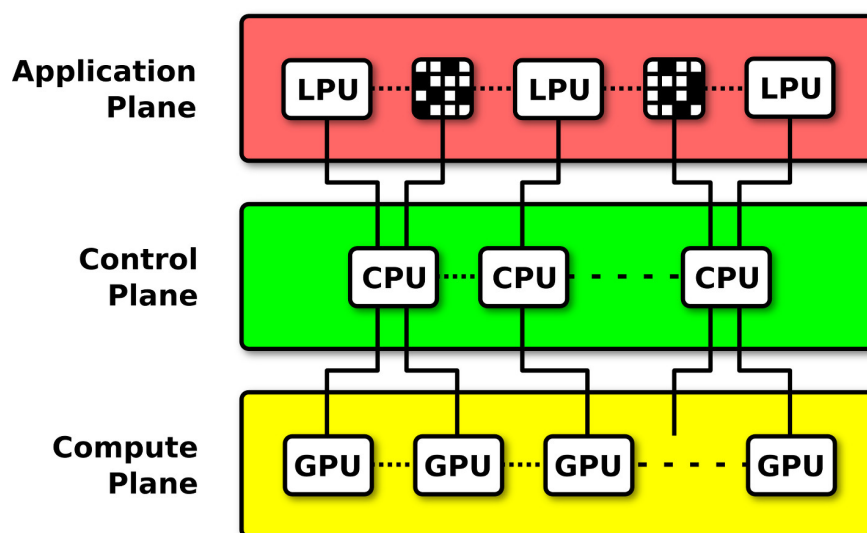 Application
Plane
LPU
LPU
LPU
Control
Plane
CPU
CPU
CPU
Compute
Plane
GPU
GPU
GPU
GPU